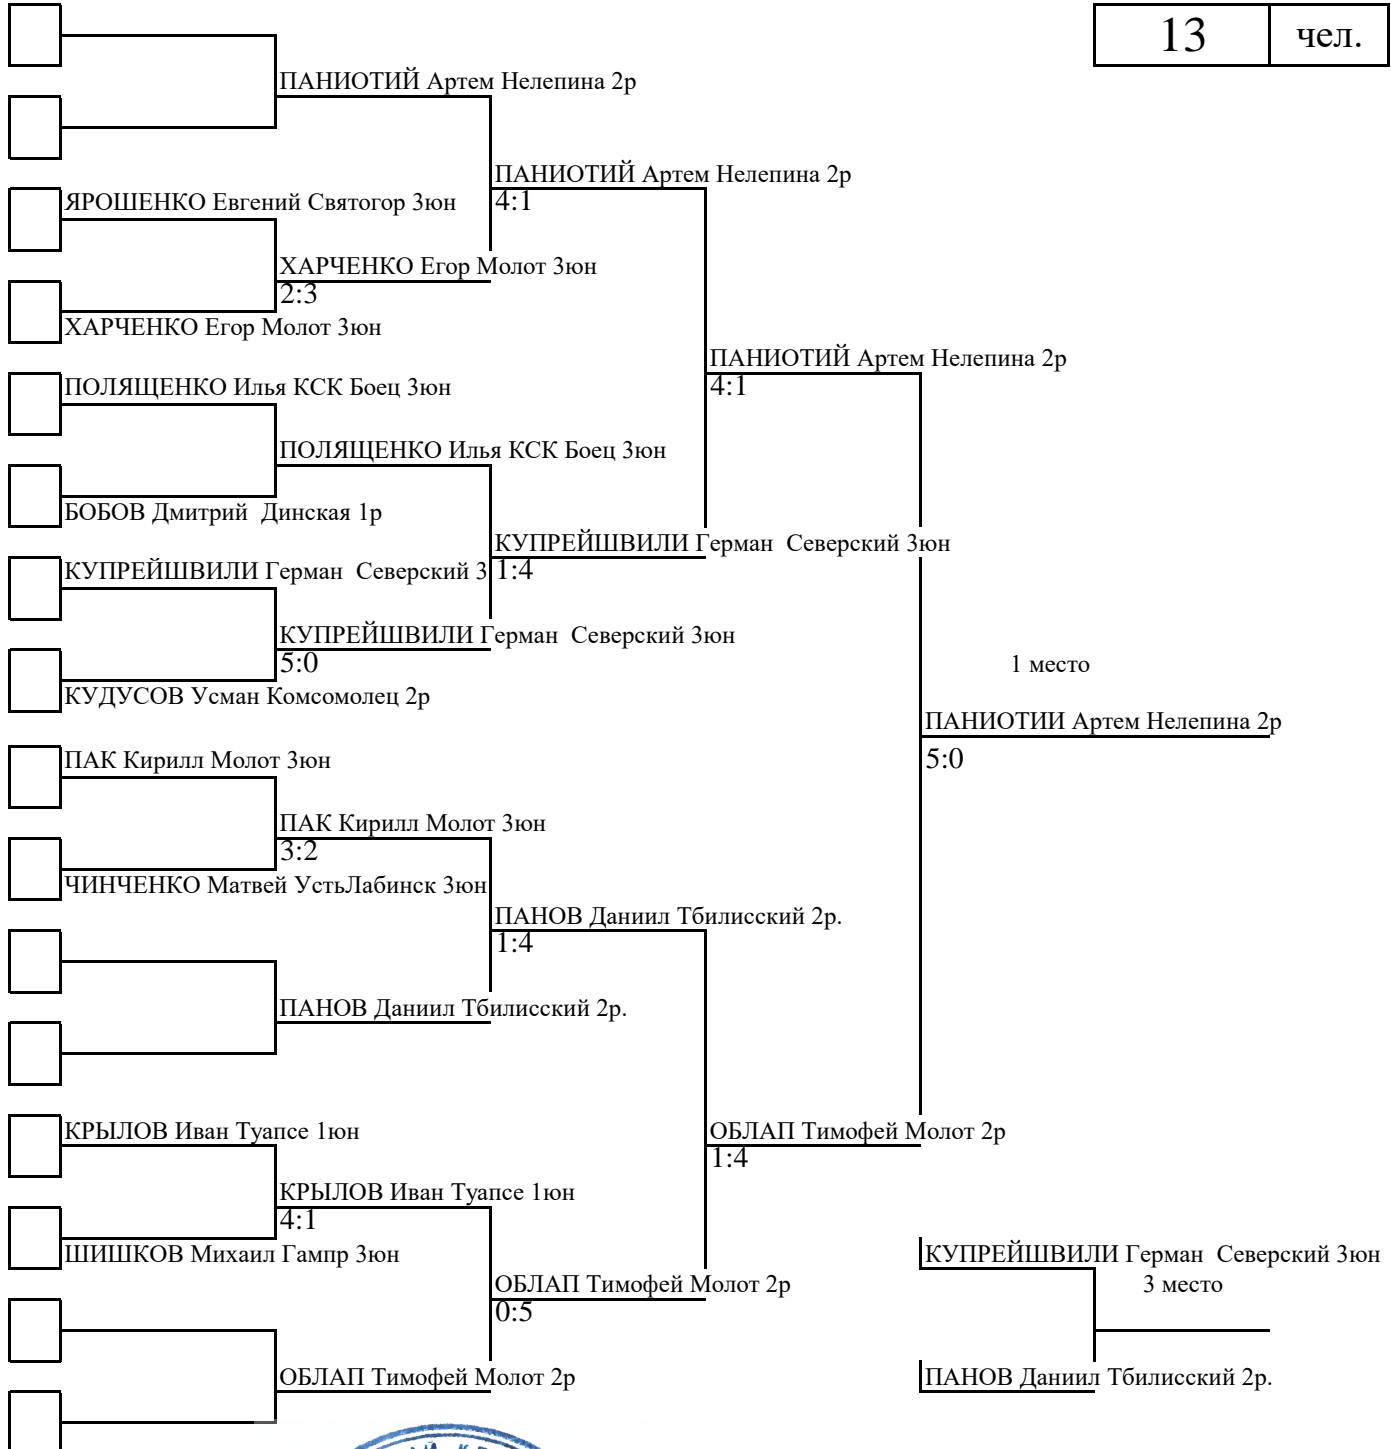 13 чел.
ПАНИОТИЙ Артем Нелепина 2р
ПАНИОТИЙ Артем Нелепина 2р
4:1
ЯРОШЕНКО Евгений Святогор 3юн
ХАРЧЕНКО Егор Молот 3юн
2:3
ХАРЧЕНКО Егор Молот 3юн
ПАНИОТИЙ Артем Нелепина 2р
4:1
ПОЛЯЩЕНКО Илья КСК Боец 3юн
ПОЛЯЩЕНКО Илья КСК Боец 3юн
БОБОВ Дмитрий  Динская 1р
КУПРЕЙШВИЛИ Герман  Северский 3юн
1:4
КУПРЕЙШВИЛИ Герман  Северский 3
КУПРЕЙШВИЛИ Герман  Северский 3юн
5:0
КУДУСОВ Усман Комсомолец 2р
1 место
ПАНИОТИИ Артем Нелепина 2р
5:0
ПАК Кирилл Молот 3юн
ПАК Кирилл Молот 3юн
3:2
ЧИНЧЕНКО Матвей УстьЛабинск 3юн
ПАНОВ Даниил Тбилисский 2р.
1:4
ПАНОВ Даниил Тбилисский 2р.
КРЫЛОВ Иван Туапсе 1юн
ОБЛАП Тимофей Молот 2р
1:4
КРЫЛОВ Иван Туапсе 1юн
4:1
ШИШКОВ Михаил Гампр 3юн
ОБЛАП Тимофей Молот 2р
0:5
ОБЛАП Тимофей Молот 2р
КУПРЕЙШВИЛИ Герман  Северский 3юн
3 место
ПАНОВ Даниил Тбилисский 2р.